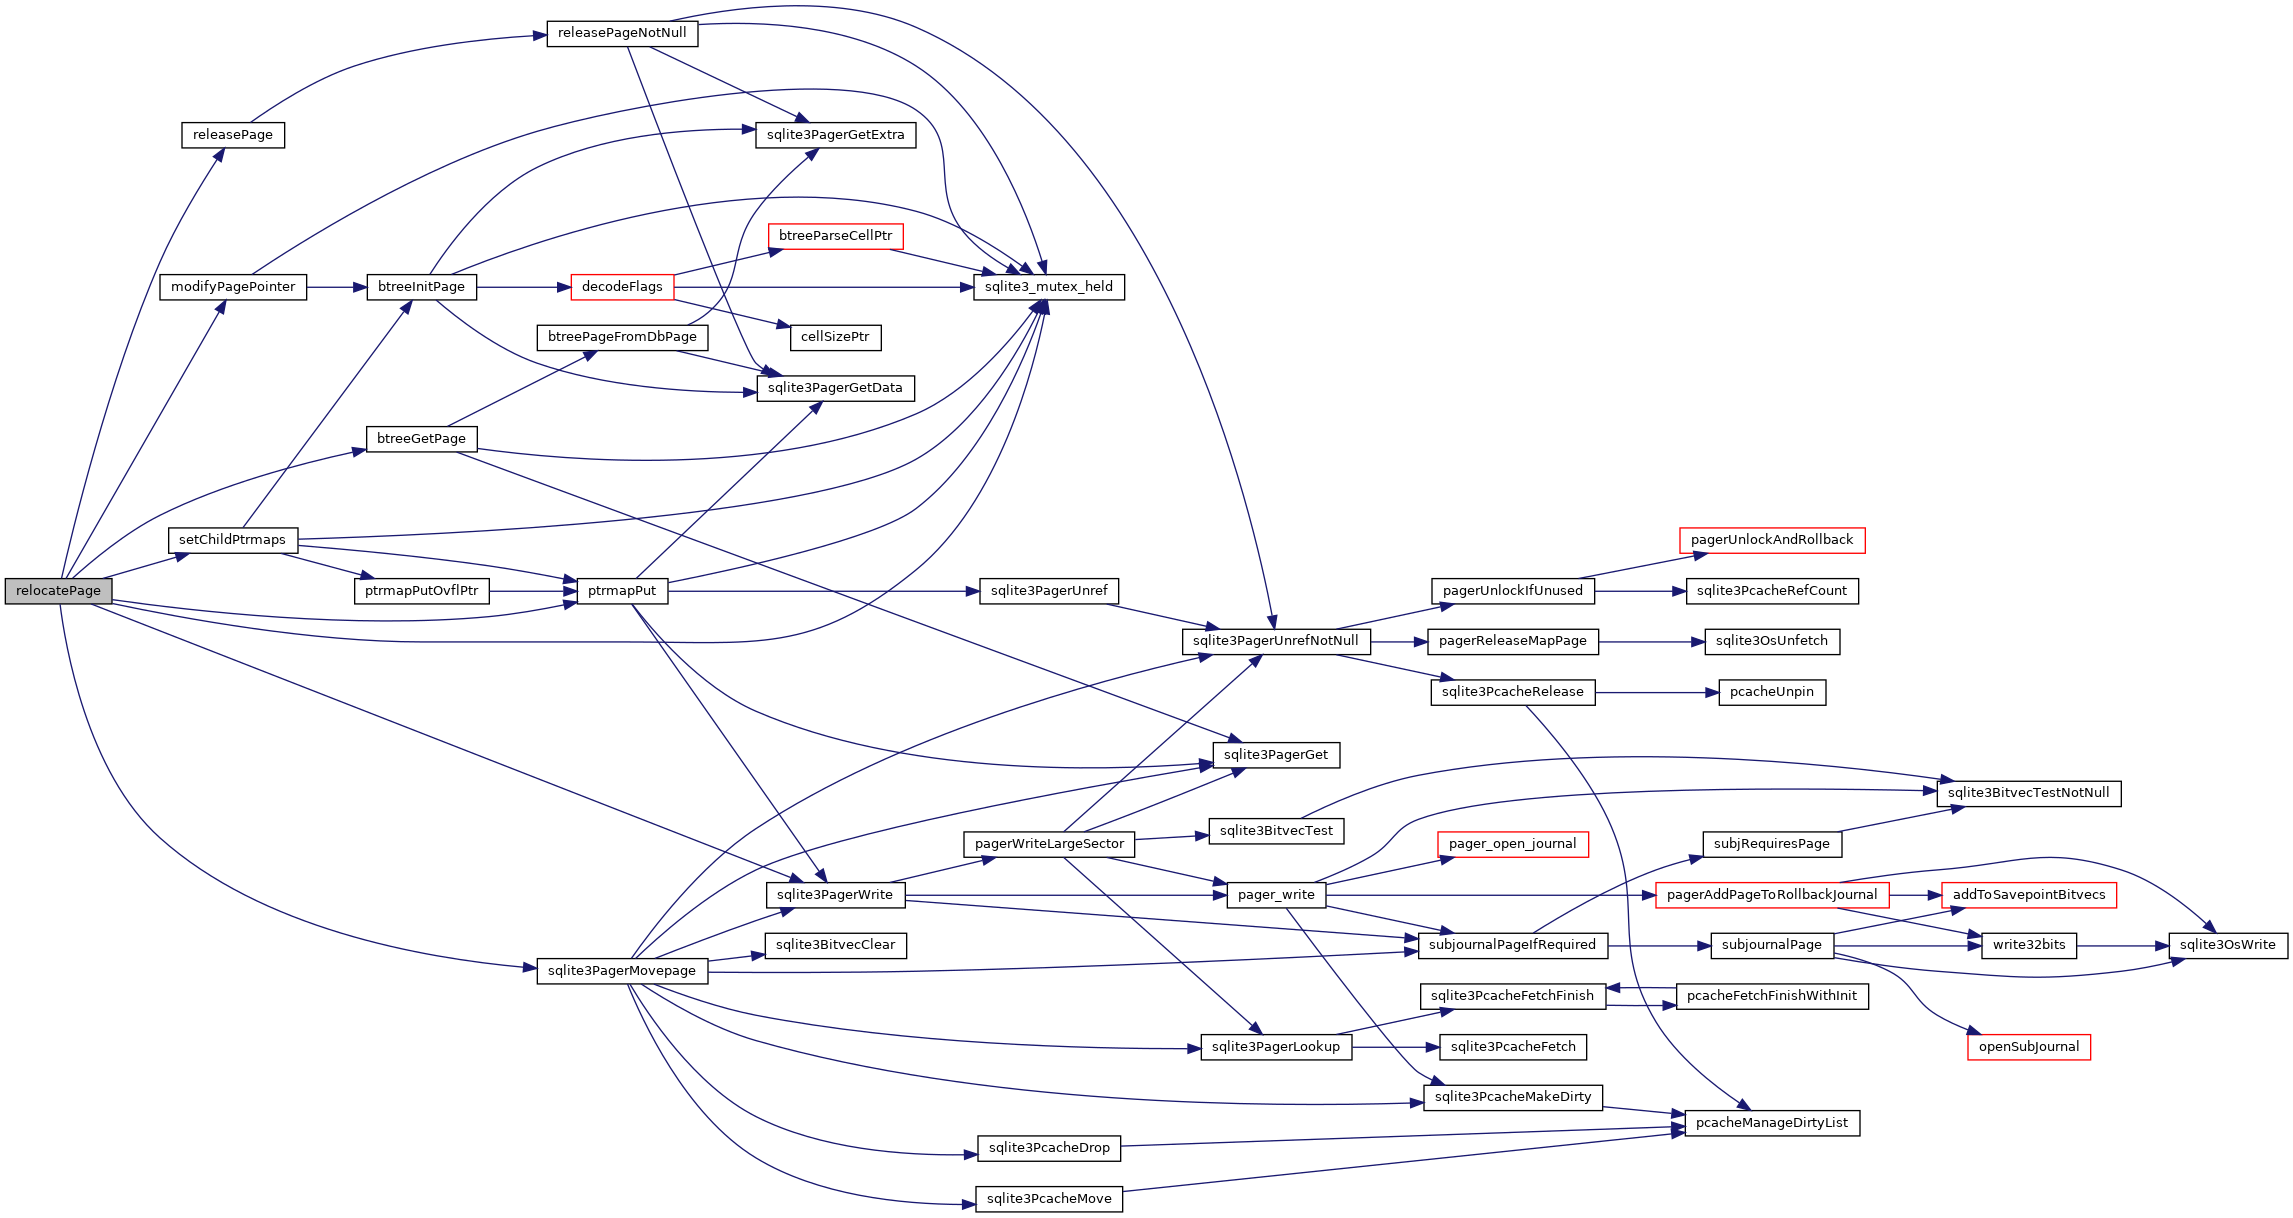 relocatePage
releasePage
modifyPagePointer
setChildPtrmaps
btreeInitPage
btreeGetPage
ptrmapPutOvflPtr
releasePageNotNull
decodeFlags
btreePageFromDbPage
ptrmapPut
sqlite3PagerMovepage
sqlite3PagerGetExtra
btreeParseCellPtr
cellSizePtr
sqlite3PagerGetData
sqlite3PagerWrite
sqlite3BitvecClear
sqlite3_mutex_held
sqlite3PagerUnref
pagerWriteLargeSector
sqlite3PcacheDrop
sqlite3PcacheMove
sqlite3PagerUnrefNotNull
sqlite3PagerGet
sqlite3BitvecTest
pager_write
sqlite3PagerLookup
pagerUnlockIfUnused
pagerReleaseMapPage
sqlite3PcacheRelease
pager_open_journal
subjournalPageIfRequired
sqlite3PcacheFetchFinish
sqlite3PcacheFetch
sqlite3PcacheMakeDirty
pagerUnlockAndRollback
sqlite3PcacheRefCount
sqlite3OsUnfetch
pcacheUnpin
subjRequiresPage
pagerAddPageToRollbackJournal
subjournalPage
pcacheFetchFinishWithInit
pcacheManageDirtyList
sqlite3BitvecTestNotNull
addToSavepointBitvecs
write32bits
openSubJournal
sqlite3OsWrite